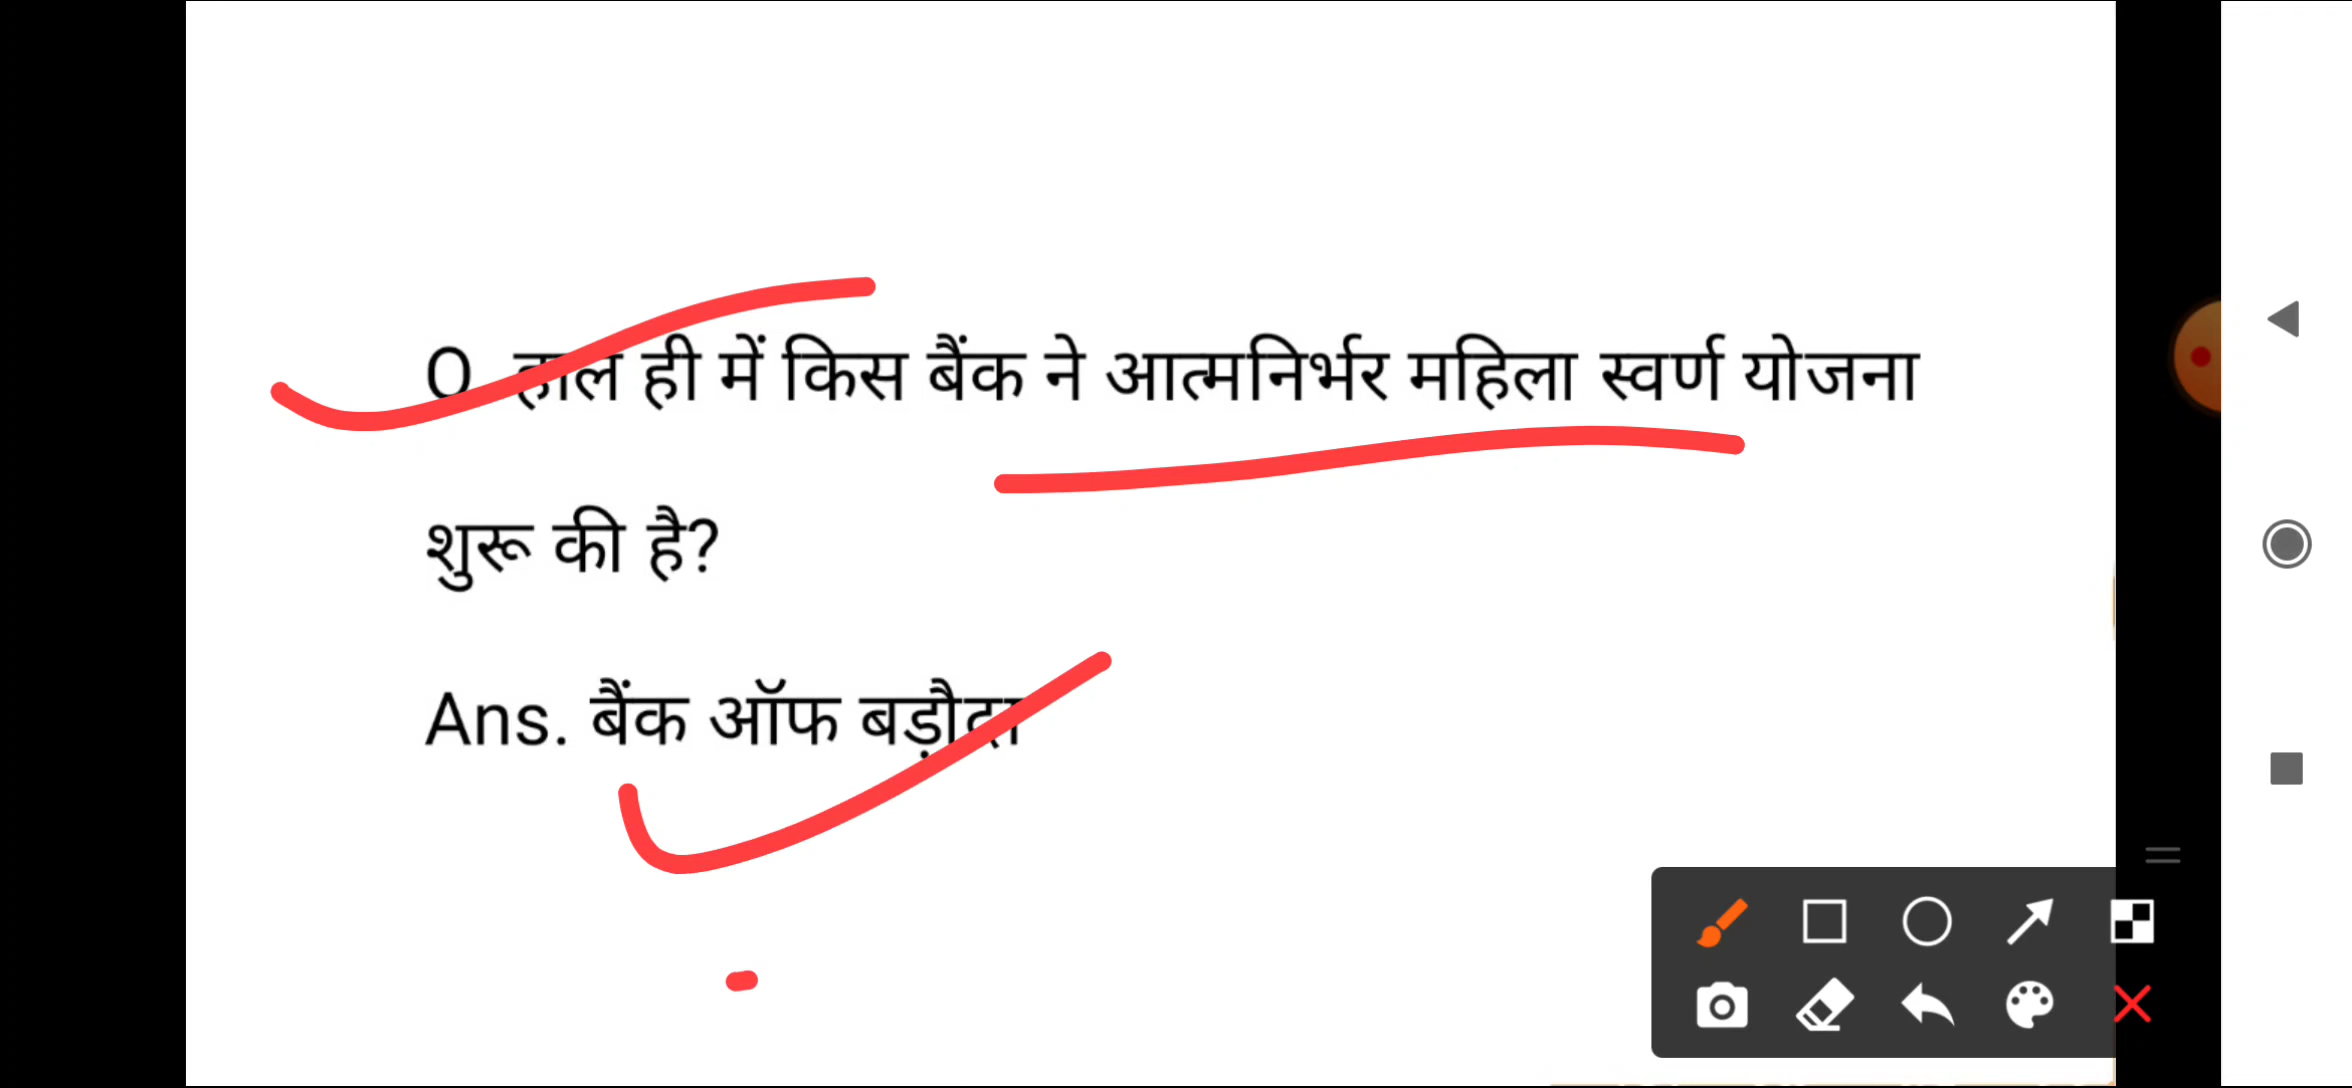 Q. हाल ही में किस बैंक ने आत्मनिर्भर महिला स्वर्ण योजना
शुरू की है?
Ans. बैंक ऑफ बड़ौदा